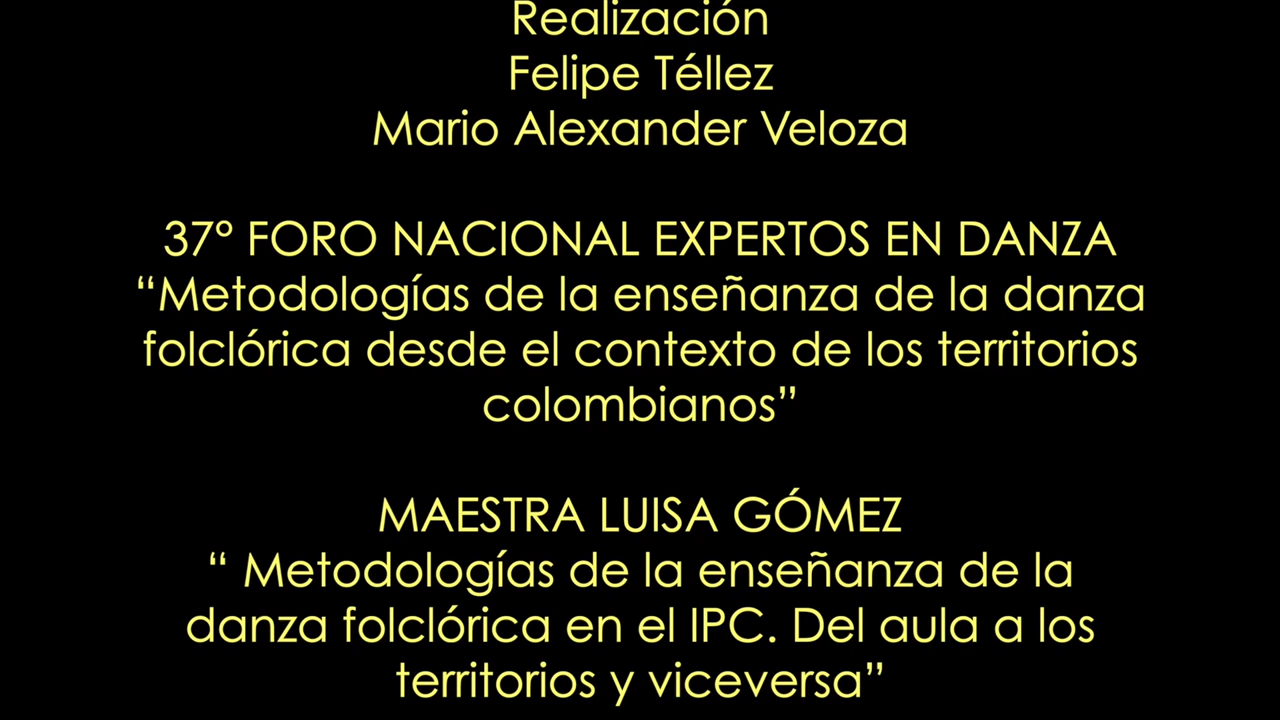 Realización
Felipe Téllez
Mario Alexander Veloza
37° FORO NACIONAL EXPERTOS EN DANZA
“Metodologías de la enseñanza de la danza
folclórica desde el contexto de los territorios
colombianos”
MAESTRA LUISA GÓMEZ
“ Metodologías de la enseñanza de la
danza folclórica en el IPC. Del aula a los
territorios y viceversa”